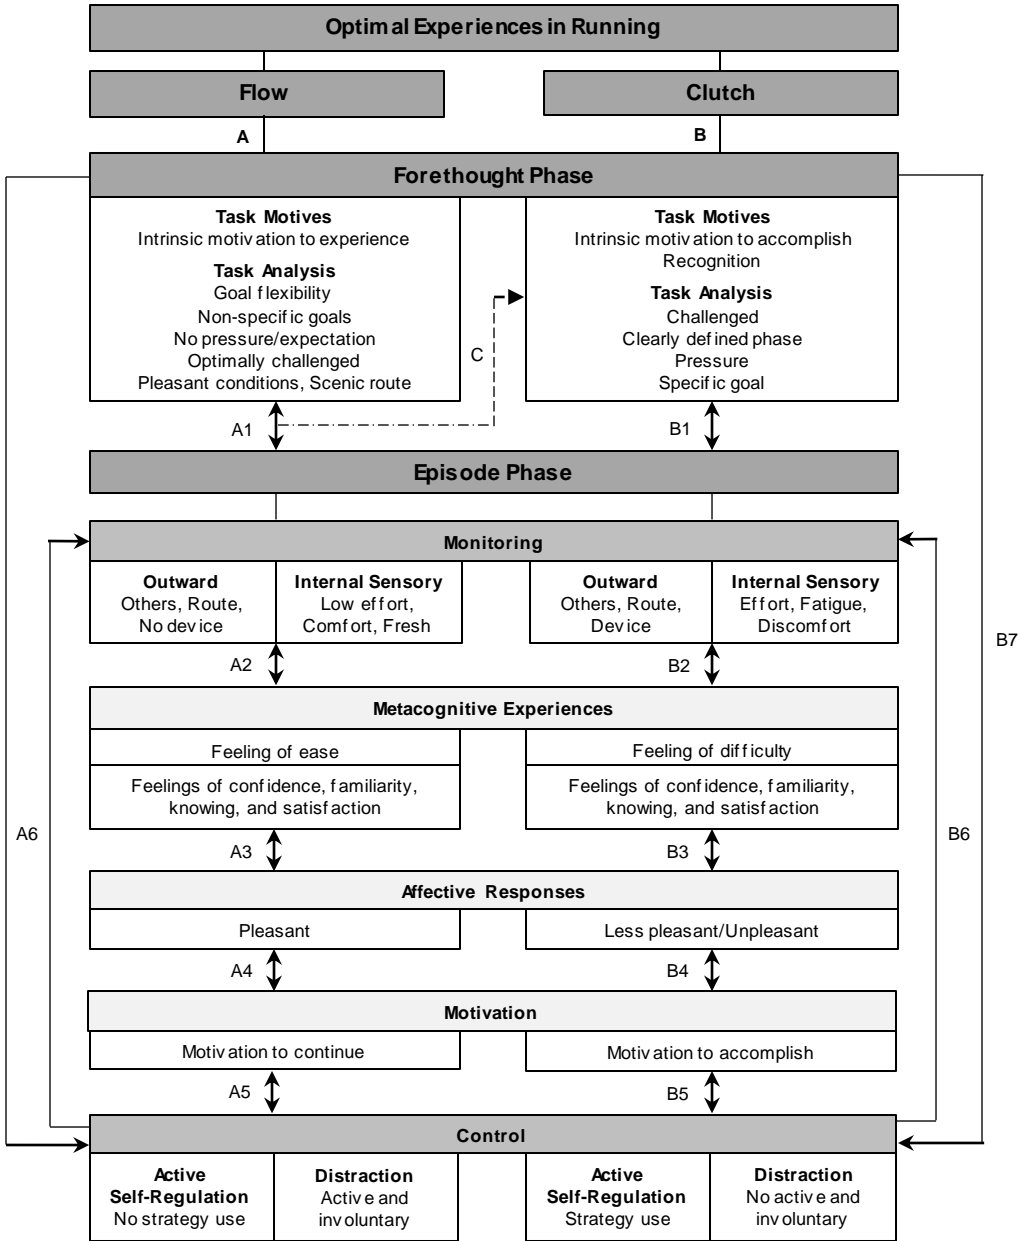 Optimal Experiences in Running
Flow
Clutch
A
B
Forethought Phase
Task Motives
Intrinsic motivation to experience
Task Analysis
Goal flexibility
Non-specific goals
No pressure/expectation
Optimally challenged
Pleasant conditions, Scenic route
C
Task Motives
Intrinsic motivation to accomplish
Recognition
Task Analysis
Challenged
Clearly defined phase
Pressure
Specific goal
A1
B1
Episode Phase
Monitoring
Outward
Others, Route,
No device
Internal Sensory
Low effort,
Comfort, Fresh
Outward
Others, Route,
Device
Internal Sensory
Effort, Fatigue,
Discomfort
B7
A2
B2
Metacognitive Experiences
Feeling of ease
Feelings of confidence, familiarity,
knowing, and satisfaction
Feeling of difficulty
Feelings of confidence, familiarity,
knowing, and satisfaction
A6
A3
B3
B6
Affective Responses
Pleasant
Less pleasant/Unpleasant
A4
B4
Motivation
Motivation to continue
Motivation to accomplish
A5
B5
Control
Active
Self-Regulation
No strategy use
Distraction
Active and
involuntary
Active
Self-Regulation
Strategy use
Distraction
No active and
involuntary